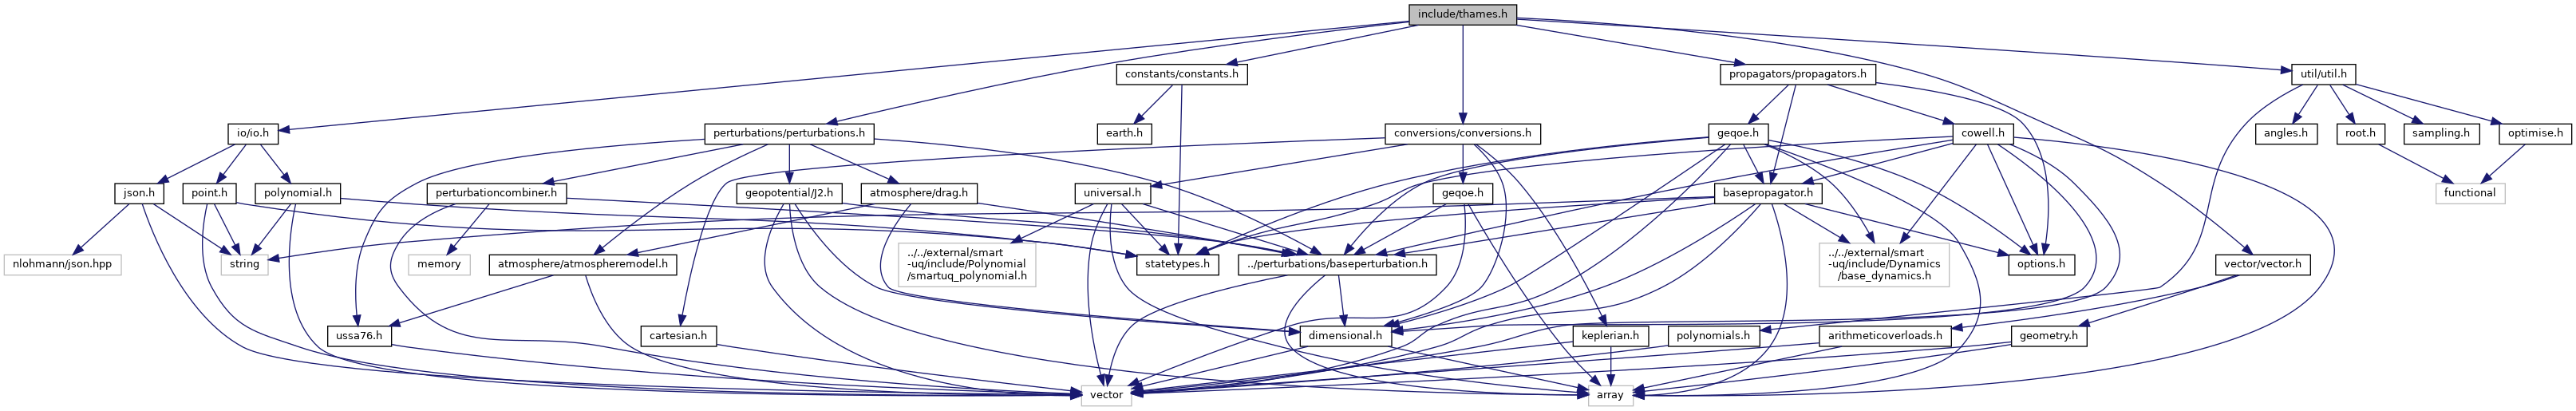 include/thames.h
constants/constants.h
propagators/propagators.h
util/util.h
io/io.h
perturbations/perturbations.h
earth.h
conversions/conversions.h
geqoe.h
cowell.h
angles.h
root.h
sampling.h
optimise.h
json.h
point.h
polynomial.h
perturbationcombiner.h
geopotential/J2.h
atmosphere/drag.h
universal.h
geqoe.h
basepropagator.h
functional
nlohmann/json.hpp
string
memory
atmosphere/atmospheremodel.h
../../external/smart
-uq/include/Polynomial
/smartuq_polynomial.h
statetypes.h
../perturbations/baseperturbation.h
../../external/smart
-uq/include/Dynamics
/base_dynamics.h
options.h
vector/vector.h
ussa76.h
cartesian.h
dimensional.h
keplerian.h
polynomials.h
arithmeticoverloads.h
geometry.h
vector
array